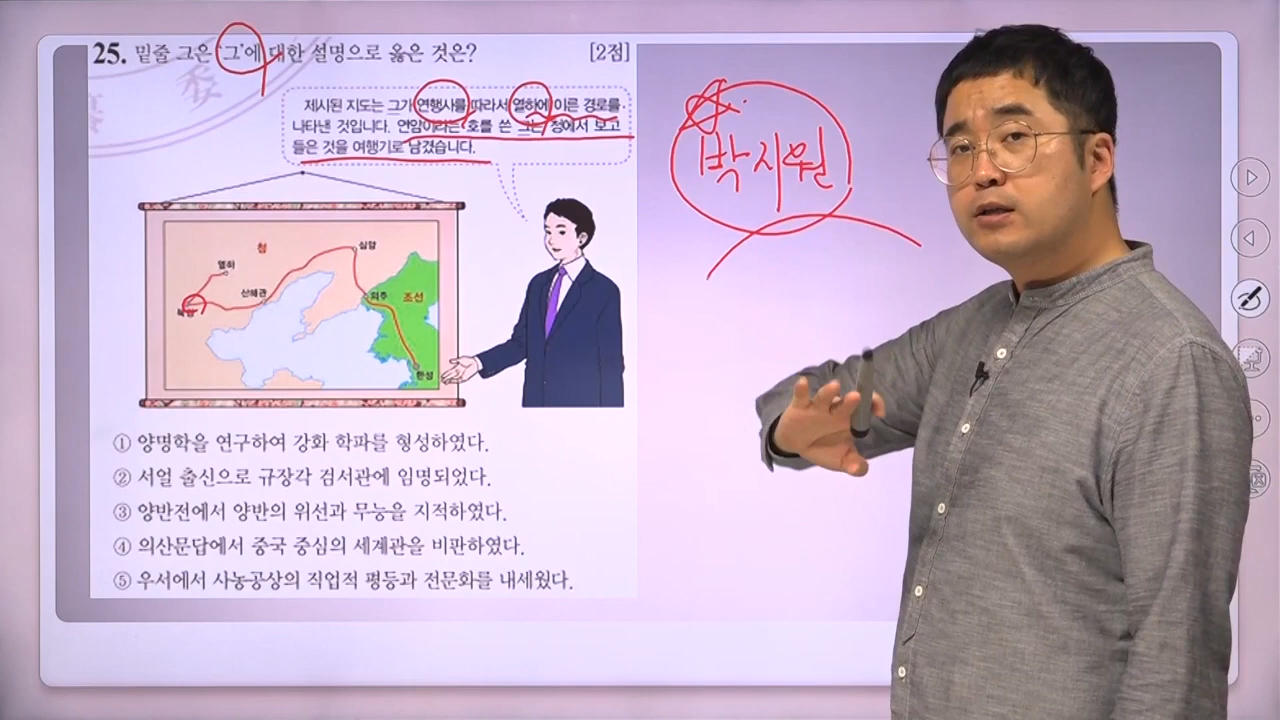 25. 밑줄 그은 '그'에 대한 설명으로 옳은 것은? [2점]
제시된 지도는 그가 연행사를 따라서 열하에 이른 경로를
나타낸 것입니다. 연암이라는 호를 쓴 그는 청에서 보고
들은 것을 여행기로 남겼습니다.
박지원
청
심양
열하
산해관
의주
조선
한성
① 양명학을 연구하여 강화 학파를 형성하였다.
② 서얼 출신으로 규장각 검서관에 임명되었다.
③ 양반전에서 양반의 위선과 무능을 지적하였다.
④ 의산문답에서 중국 중심의 세계관을 비판하였다.
⑤ 우서에서 사농공상의 직업적 평등과 전문화를 내세웠다.